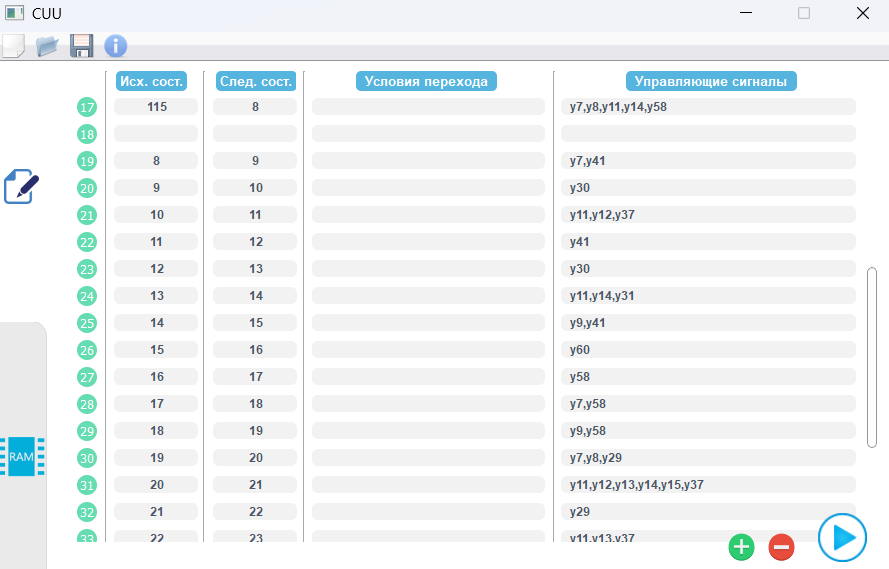 CUU
Исх. сост. След. сост. Условия перехода Управляющие сигналы
17 115 8 y7,y8,y11,y14,y58
18
19 8 9 y7,y41
20 9 10 y30
21 10 11 y11,y12,y37
22 11 12 y41
23 12 13 y30
24 13 14 y11,y14,y31
25 14 15 y9,y41
26 15 16 y60
27 16 17 y58
28 17 18 y7,y58
29 18 19 y9,y58
30 19 20 y7,y8,y29
31 20 21 y11,y12,y13,y14,y15,y37
32 21 22 y29
33 22 23 y11,y13,y37
RAM